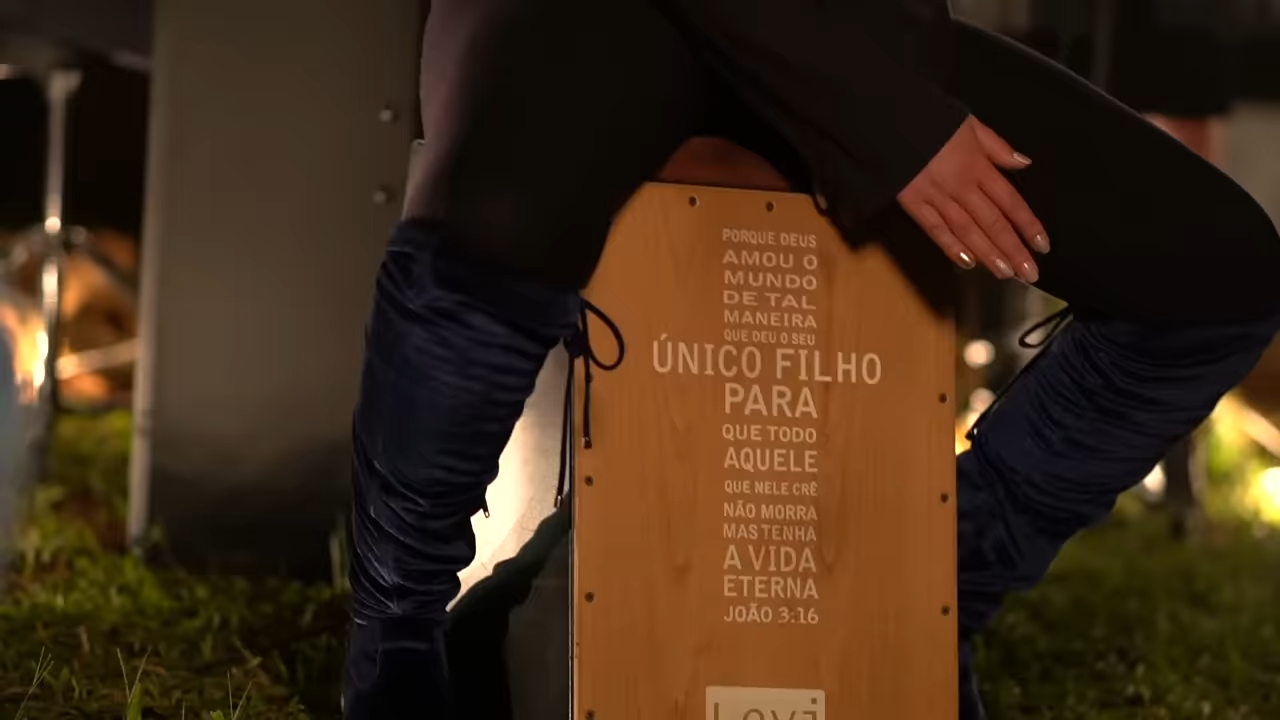 PORQUE DEUS
AMOU O
MUNDO
DE TAL
MANEIRA
QUE DEU O SEU
ÚNICO FILHO
PARA
QUE TODO
AQUELE
QUE NELE CRÊ
NÃO MORRA
MAS TENHA
A VIDA
ETERNA
JOÃO 3:16